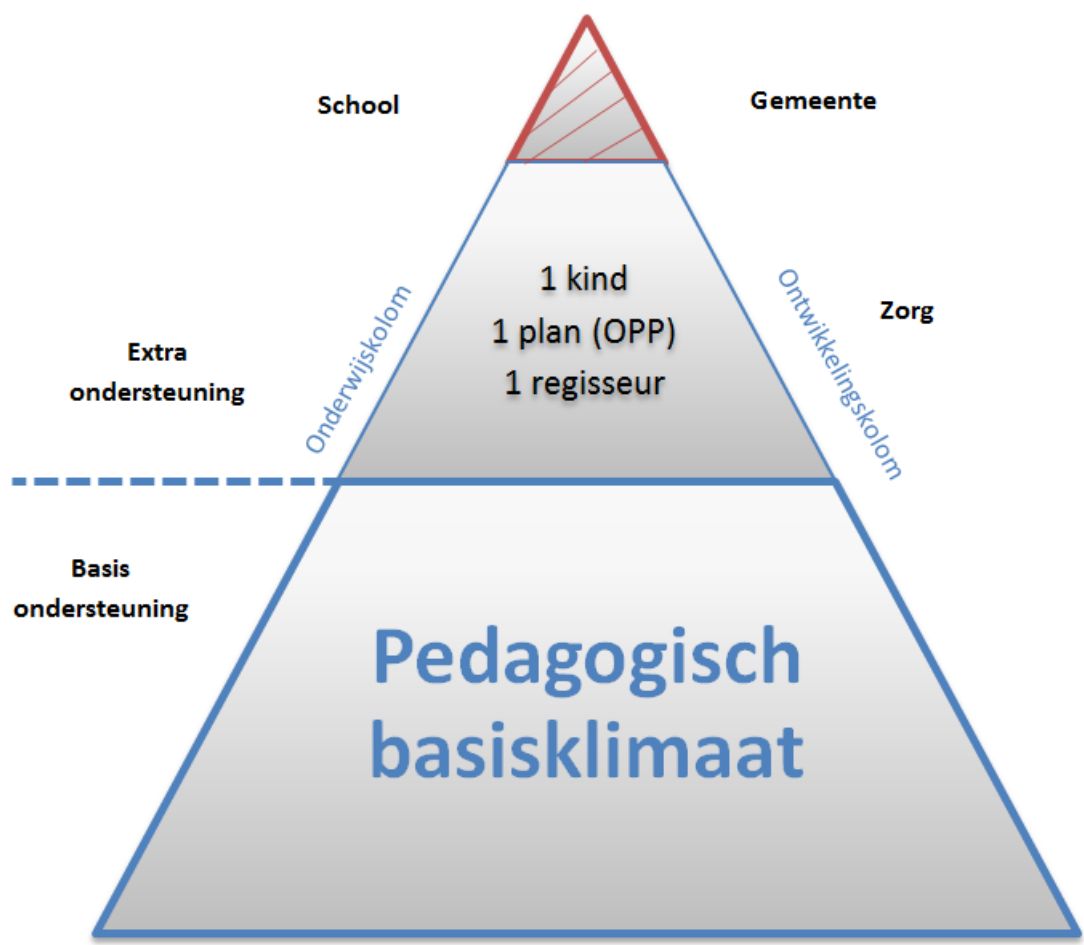 School
Gemeente
1 kind
1 plan (OPP)
1 regisseur
Onderwijskolom
Ontwikkelingskolom
Zorg
Extra
ondersteuning
Basis
ondersteuning
Pedagogisch
basisklimaat